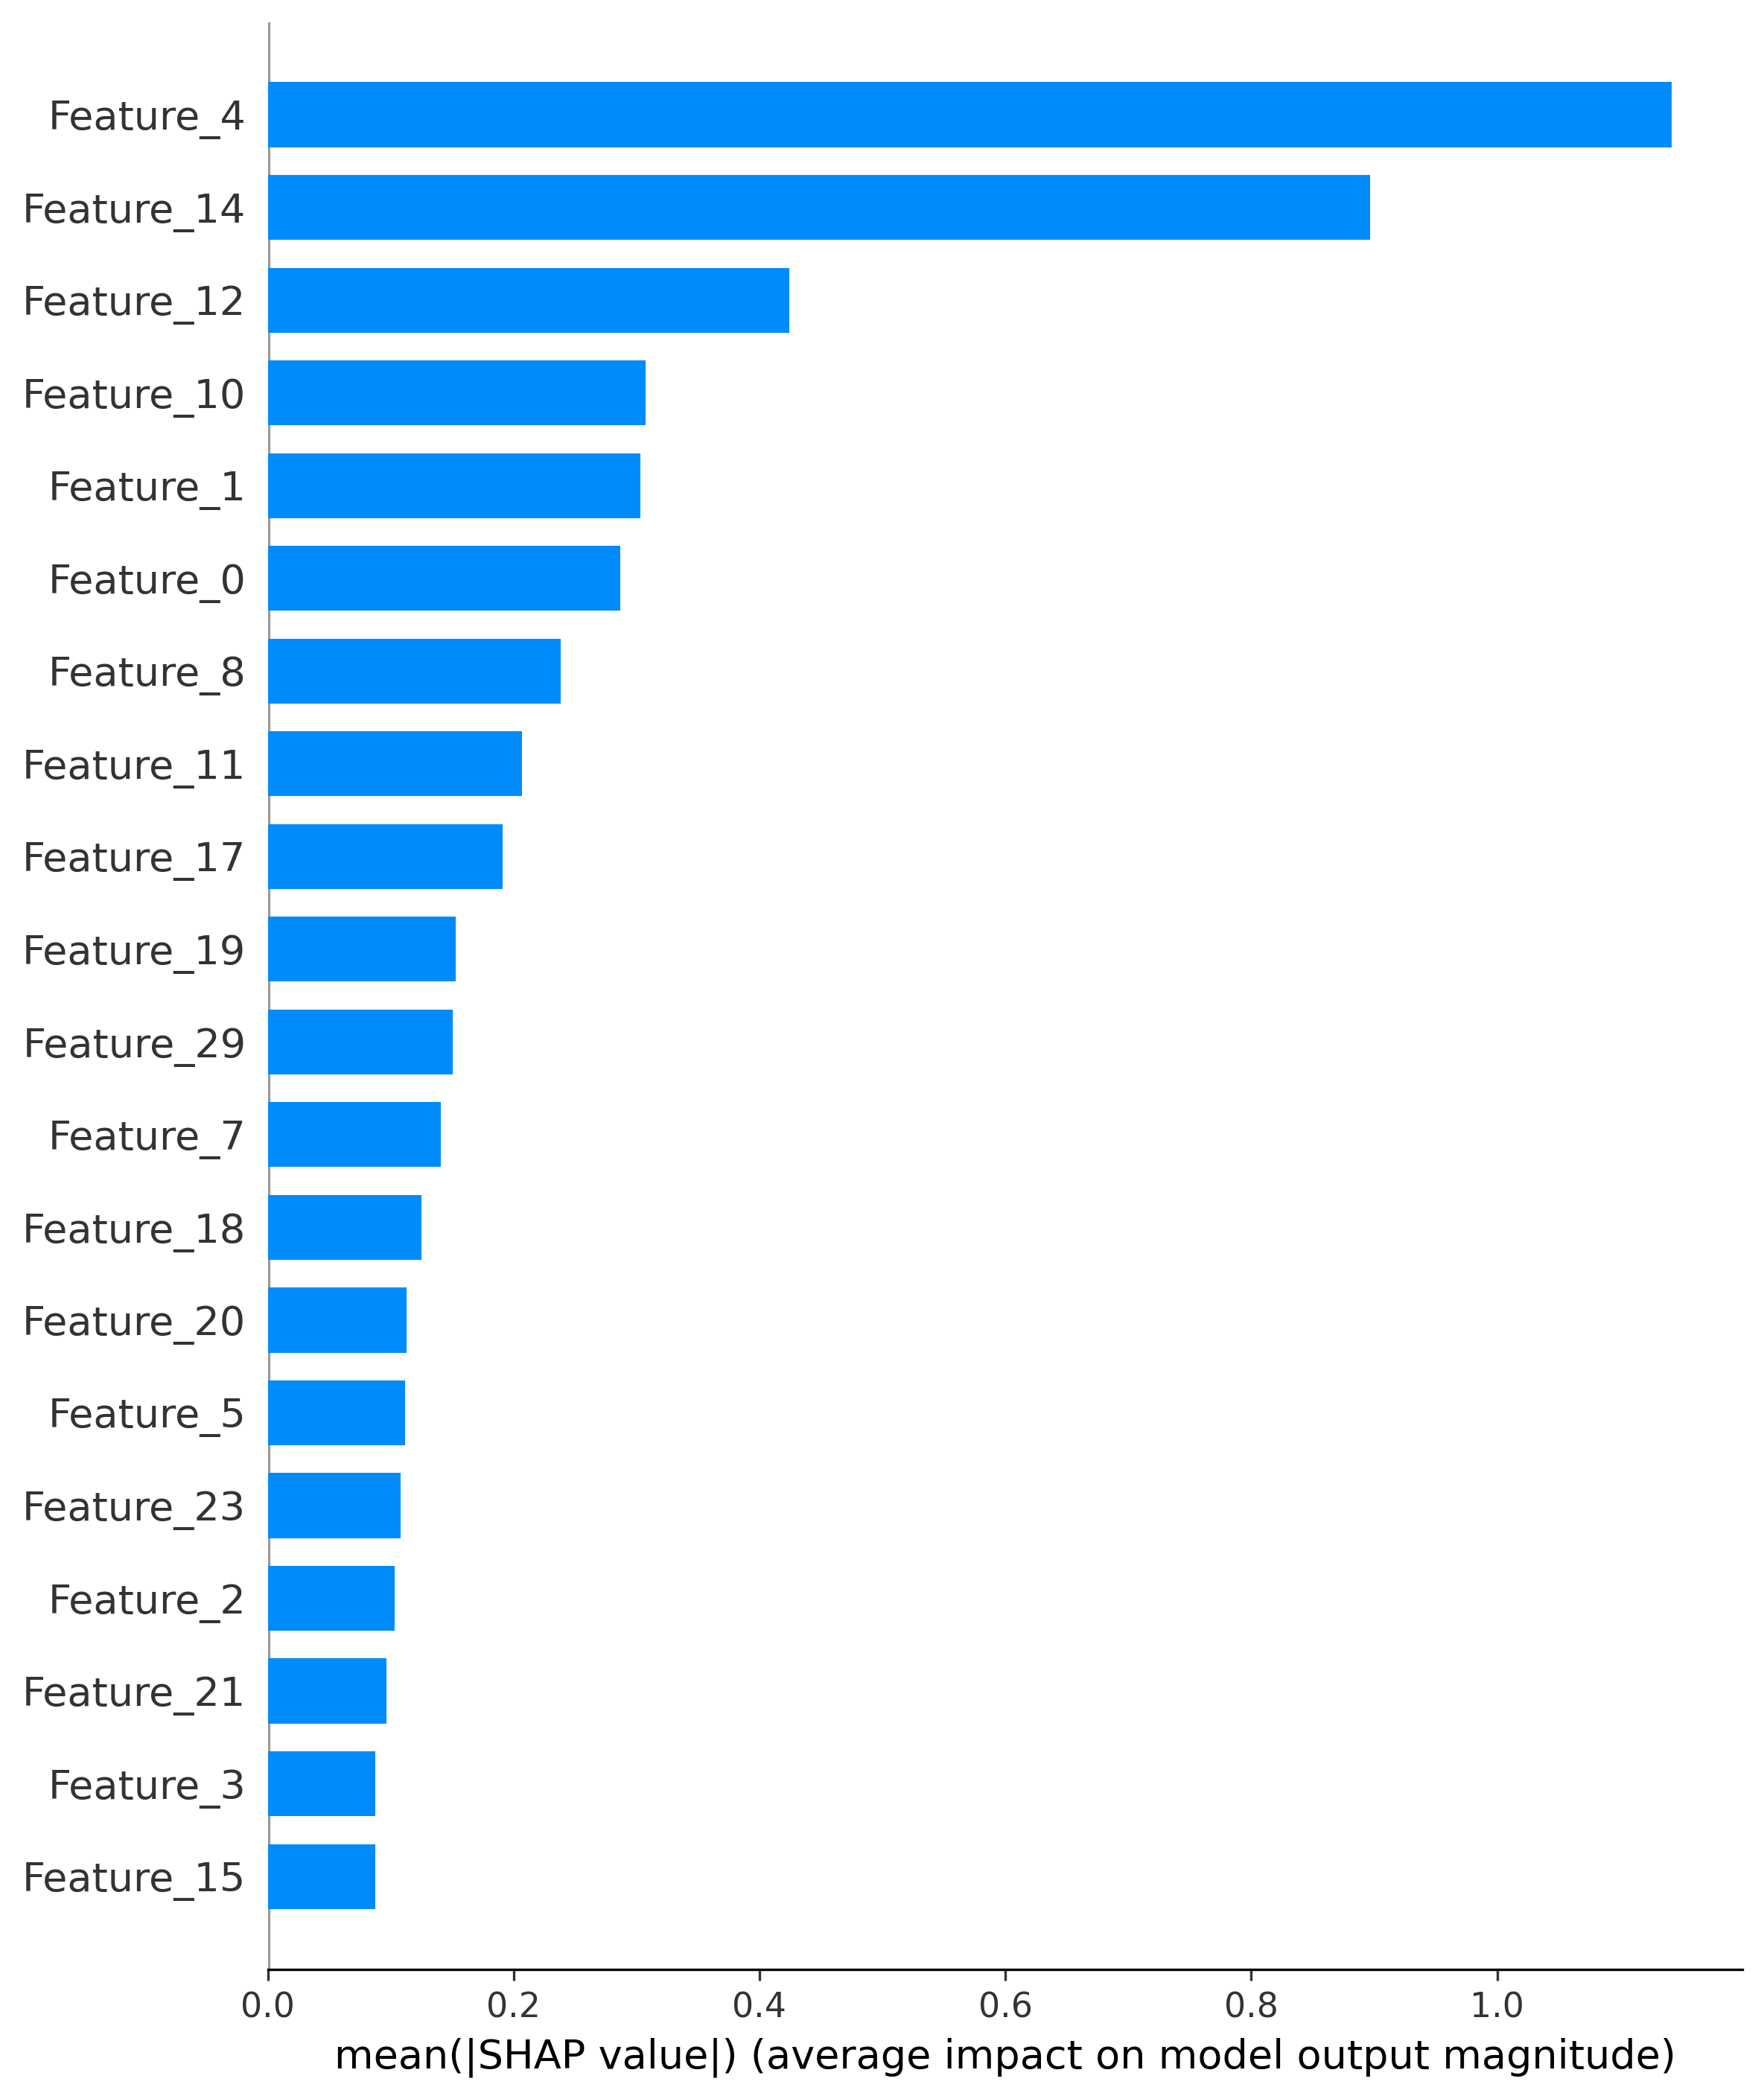 Feature_4
Feature_14
Feature_12
Feature_10
Feature_1
Feature_0
Feature_8
Feature_11
Feature_17
Feature_19
Feature_29
Feature_7
Feature_18
Feature_20
Feature_5
Feature_23
Feature_2
Feature_21
Feature_3
Feature_15
0.0 0.2 0.4 0.6 0.8 1.0
mean(|SHAP value|) (average impact on model output magnitude)